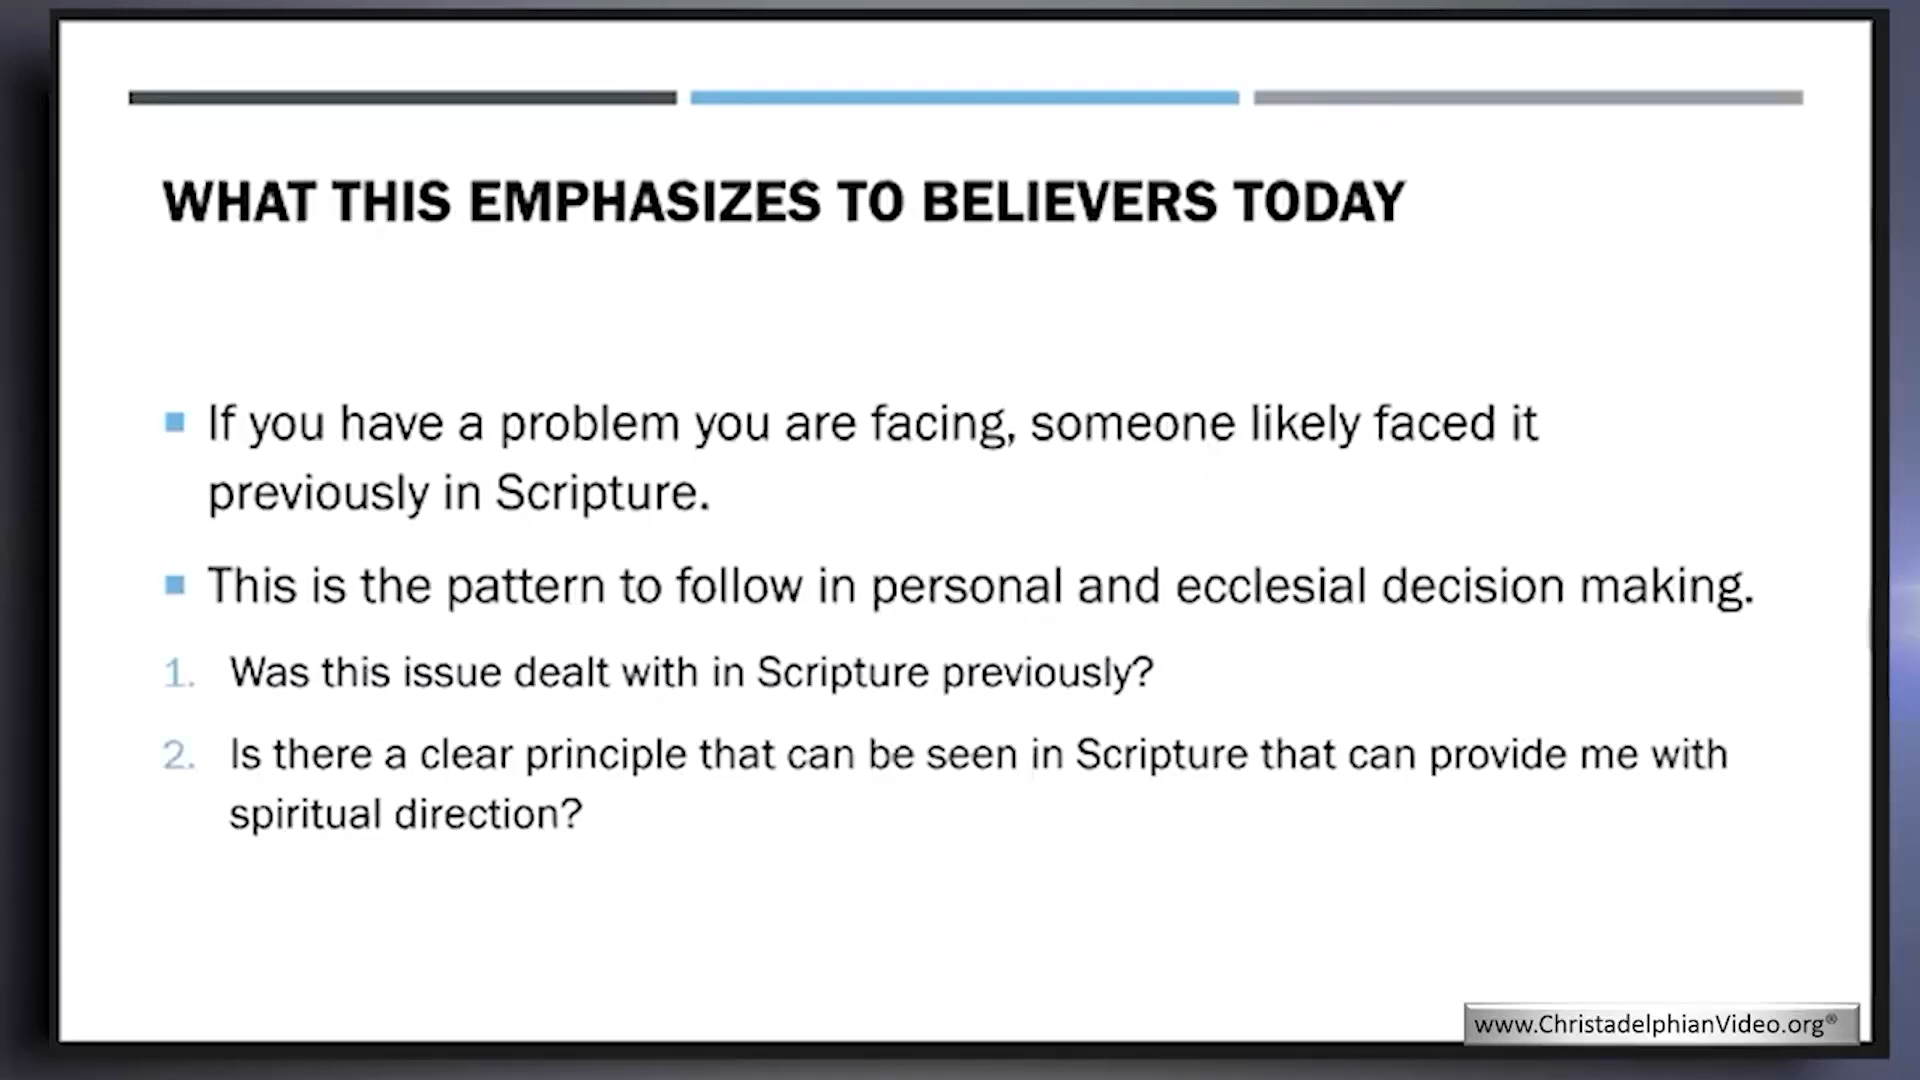 WHAT THIS EMPHASIZES TO BELIEVERS TODAY
▪ If you have a problem you are facing, someone likely faced it
previously in Scripture.
▪ This is the pattern to follow in personal and ecclesial decision making.
1. Was this issue dealt with in Scripture previously?
2. Is there a clear principle that can be seen in Scripture that can provide me with
spiritual direction?
www.ChristadelphianVideo.org®